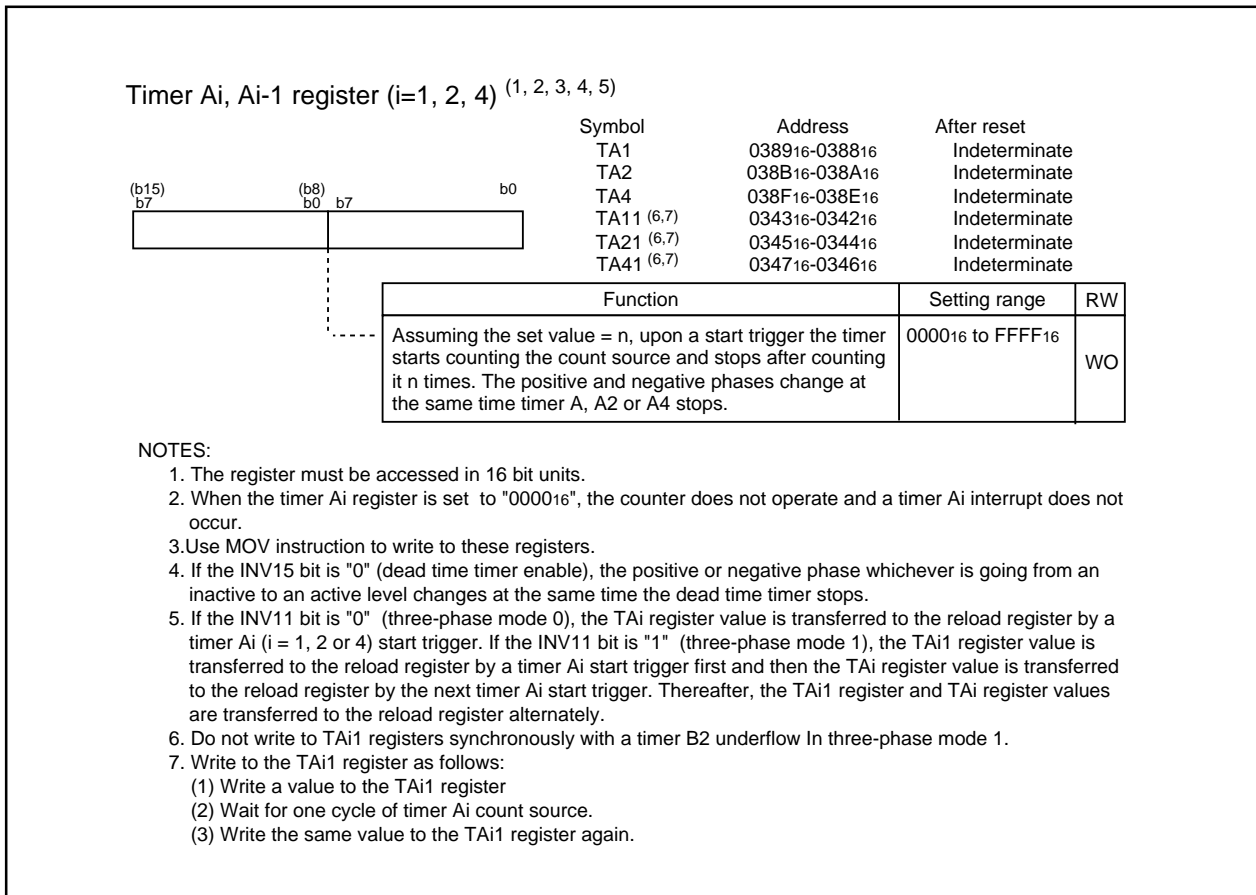 Timer Ai, Ai-1 register (i=1, 2, 4) (1, 2, 3, 4, 5)
Symbol Address After reset
TA1 038916-038816 Indeterminate
TA2 038B16-038A16 Indeterminate
TA4 038F16-038E16 Indeterminate
TA11 (6,7) 034316-034216 Indeterminate
TA21 (6,7) 034516-034416 Indeterminate
TA41 (6,7) 034716-034616 Indeterminate
(b15) (b8) b0
b7 b0 b7
Function Setting range RW
Assuming the set value = n, upon a start trigger the timer 000016 to FFFF16
starts counting the count source and stops after counting
WO
it n times. The positive and negative phases change at
the same time timer A, A2 or A4 stops.
NOTES:
1. The register must be accessed in 16 bit units.
2. When the timer Ai register is set to "000016", the counter does not operate and a timer Ai interrupt does not
occur.
3.Use MOV instruction to write to these registers.
4. If the INV15 bit is "0" (dead time timer enable), the positive or negative phase whichever is going from an
inactive to an active level changes at the same time the dead time timer stops.
5. If the INV11 bit is "0" (three-phase mode 0), the TAi register value is transferred to the reload register by a
timer Ai (i = 1, 2 or 4) start trigger. If the INV11 bit is "1" (three-phase mode 1), the TAi1 register value is
transferred to the reload register by a timer Ai start trigger first and then the TAi register value is transferred
to the reload register by the next timer Ai start trigger. Thereafter, the TAi1 register and TAi register values
are transferred to the reload register alternately.
6. Do not write to TAi1 registers synchronously with a timer B2 underflow In three-phase mode 1.
7. Write to the TAi1 register as follows:
(1) Write a value to the TAi1 register
(2) Wait for one cycle of timer Ai count source.
(3) Write the same value to the TAi1 register again.